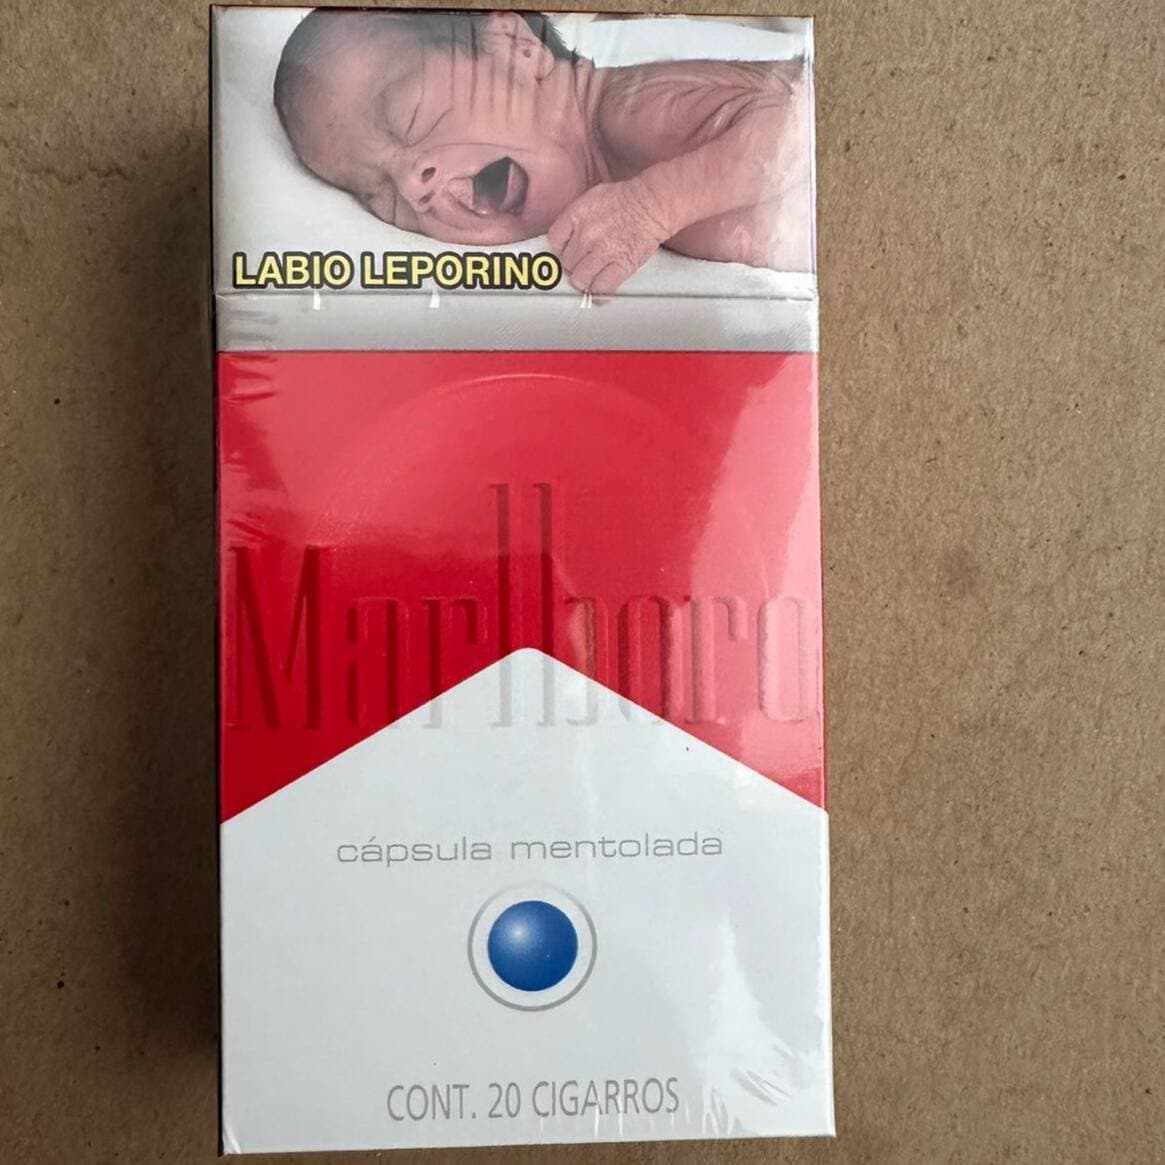 LABIO LEPORINO
Marlboro
cápsula mentolada
CONT. 20 CIGARROS